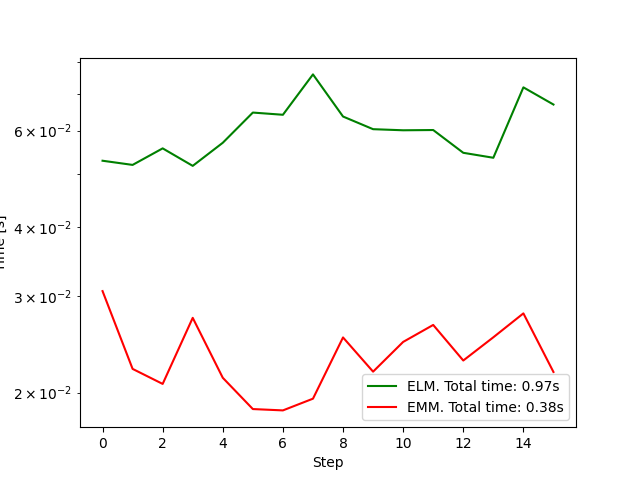 6 × 10⁻²
4 × 10⁻²
3 × 10⁻²
2 × 10⁻²
Time [s]
0 2 4 6 8 10 12 14
Step
ELM. Total time: 0.97s
EMM. Total time: 0.38s